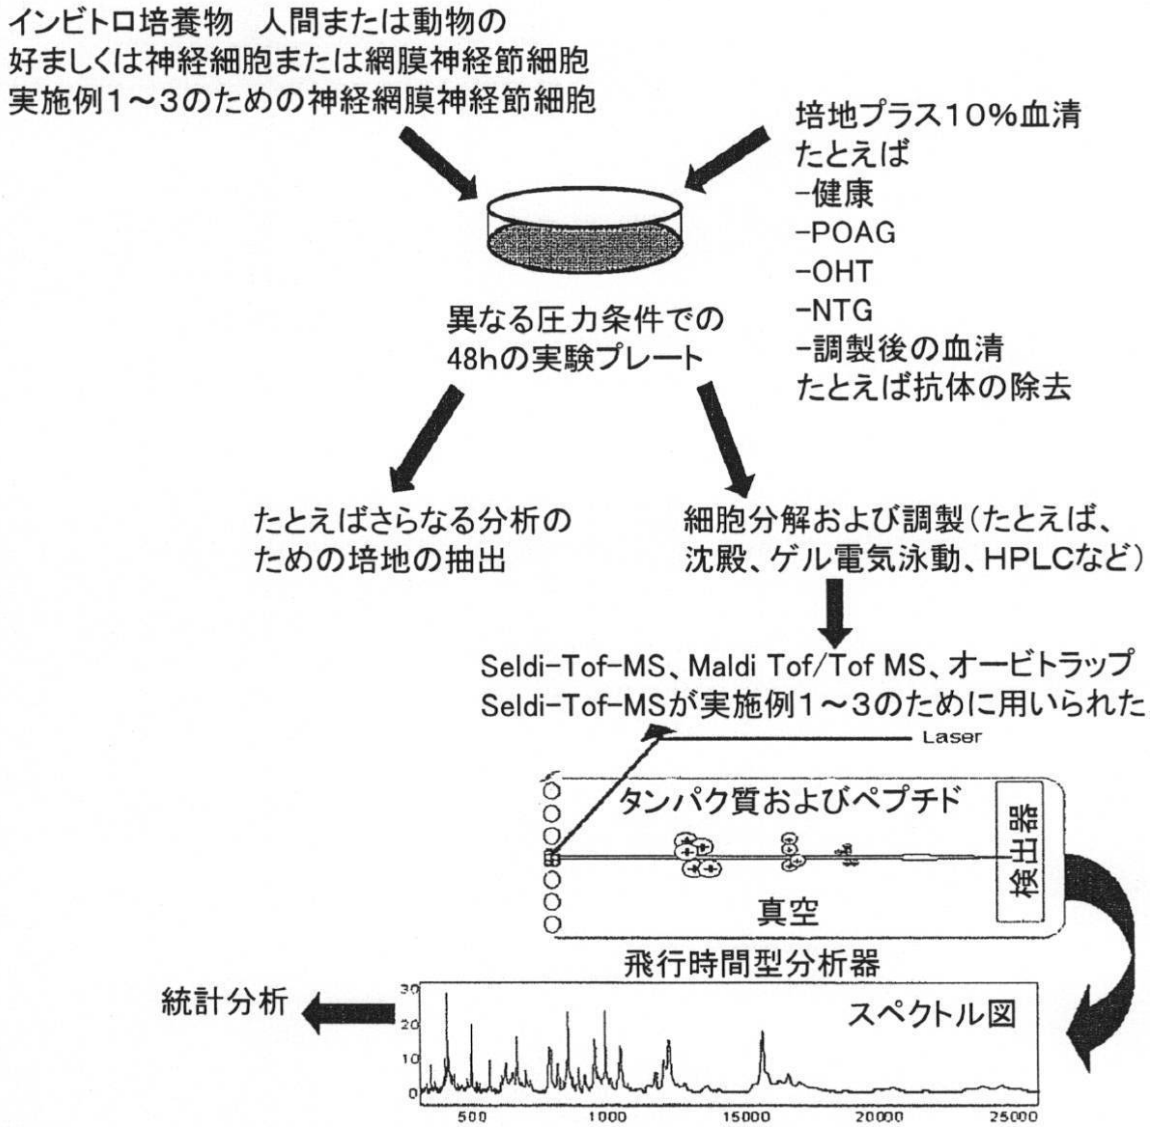 インビトロ培養物　人間または動物の
好ましくは神経細胞または網膜神経節細胞
実施例１～３のための神経網膜神経節細胞
培地プラス１０％血清
たとえば
-健康
-POAG
-OHT
-NTG
-調製後の血清
たとえば抗体の除去
異なる圧力条件での
48hの実験プレート
たとえばさらなる分析の
ための培地の抽出
細胞分解および調製（たとえば、
沈殿、ゲル電気泳動、HPLCなど）
Seldi-Tof-MS、Maldi Tof/Tof MS、オービトラップ
Seldi-Tof-MSが実施例１～３のために用いられた
Laser
タンパク質およびペプチド
検出器
真空
飛行時間型分析器
統計分析
スペクトル図
30
20
10
0
500 1000 15000 20000 25000